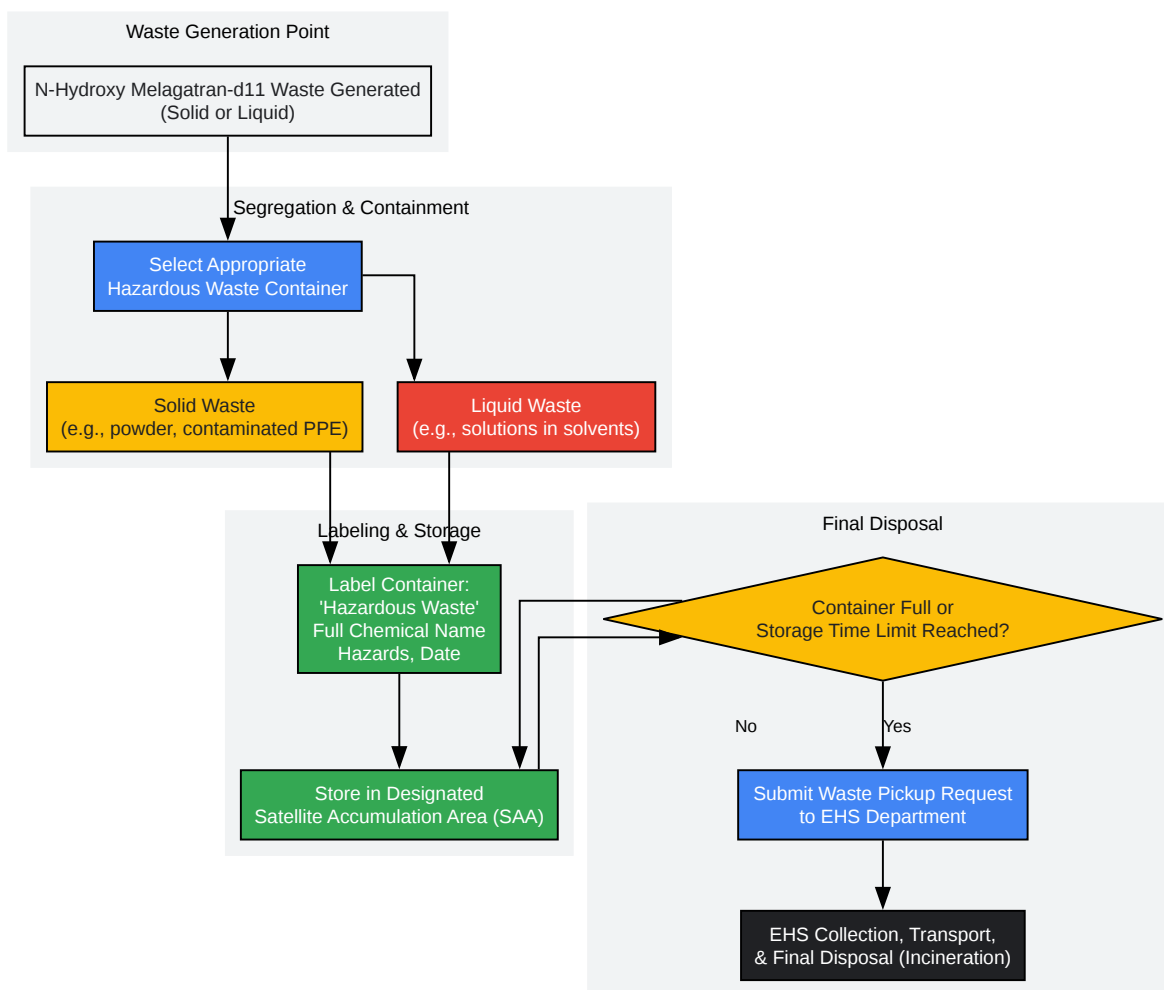 Waste Generation Point
N-Hydroxy Melagatran-d11 Waste Generated
(Solid or Liquid)
Segregation & Containment
Select Appropriate
Hazardous Waste Container
Solid Waste
(e.g., powder, contaminated PPE)
Liquid Waste
(e.g., solutions in solvents)
Labeling & Storage
Label Container:
'Hazardous Waste'
Full Chemical Name
Hazards, Date
Store in Designated
Satellite Accumulation Area (SAA)
Final Disposal
Container Full or
Storage Time Limit Reached?
No
Yes
Submit Waste Pickup Request
to EHS Department
EHS Collection, Transport,
& Final Disposal (Incineration)